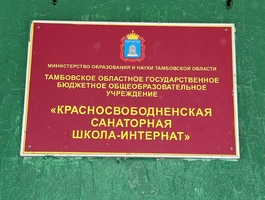 МИНИСТЕРСТВО ОБРАЗОВАНИЯ И НАУКИ ТАМБОВСКОЙ ОБЛАСТИ
ТАМБОВСКОЕ ОБЛАСТНОЕ ГОСУДАРСТВЕННОЕ
БЮДЖЕТНОЕ ОБЩЕОБРАЗОВАТЕЛЬНОЕ
УЧРЕЖДЕНИЕ
«КРАСНОСВОБОДНЕНСКАЯ
САНАТОРНАЯ
ШКОЛА-ИНТЕРНАТ»